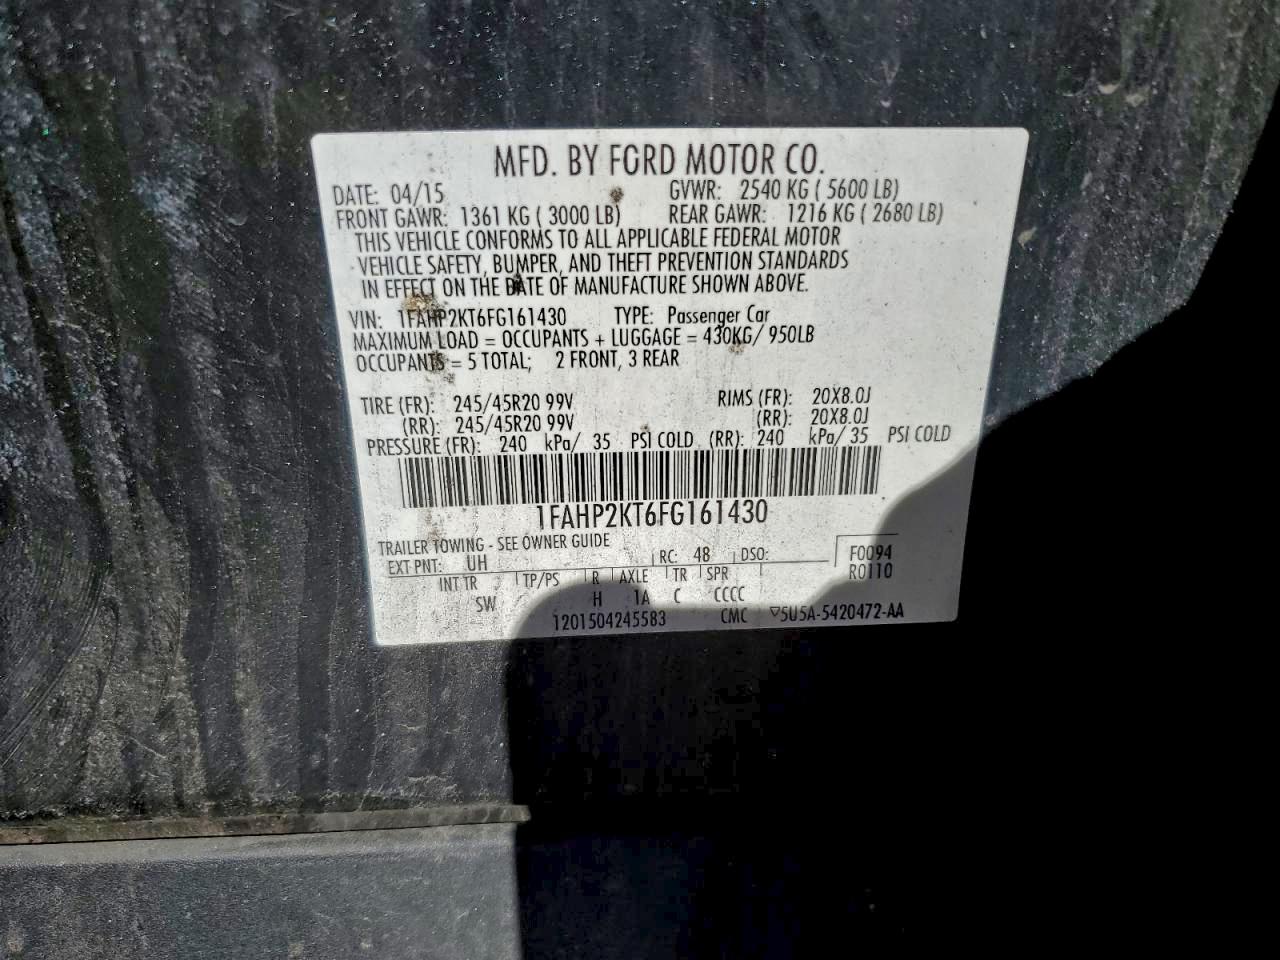 MFD. BY FORD MOTOR CO.
DATE: 04/15 GVWR: 2540 KG ( 5600 LB)
FRONT GAWR: 1361 KG ( 3000 LB) REAR GAWR: 1216 KG ( 2680 LB)
THIS VEHICLE CONFORMS TO ALL APPLICABLE FEDERAL MOTOR
VEHICLE SAFETY, BUMPER, AND THEFT PREVENTION STANDARDS
IN EFFECT ON THE DATE OF MANUFACTURE SHOWN ABOVE.
VIN: 1FAHP2KT6FG161430 TYPE: Passenger Car
MAXIMUM LOAD = OCCUPANTS + LUGGAGE = 430KG/ 950LB
OCCUPANTS = 5 TOTAL; 2 FRONT, 3 REAR
TIRE (FR): 245/45R20 99V RIMS (FR): 20X8.0J
(RR): 245/45R20 99V (RR): 20X8.0J
PRESSURE (FR): 240 kPa/ 35 PSI COLD (RR): 240 kPa/ 35 PSI COLD
1FAHP2KT6FG161430
TRAILER TOWING - SEE OWNER GUIDE
EXT PNT: UH RC: 48 DSO: F0094
R0110
INT TR TP/PS R AXLE TR SPR
SW H 1A C CCCC
1201504245583 CMC ▽5U5A-5420472-AA